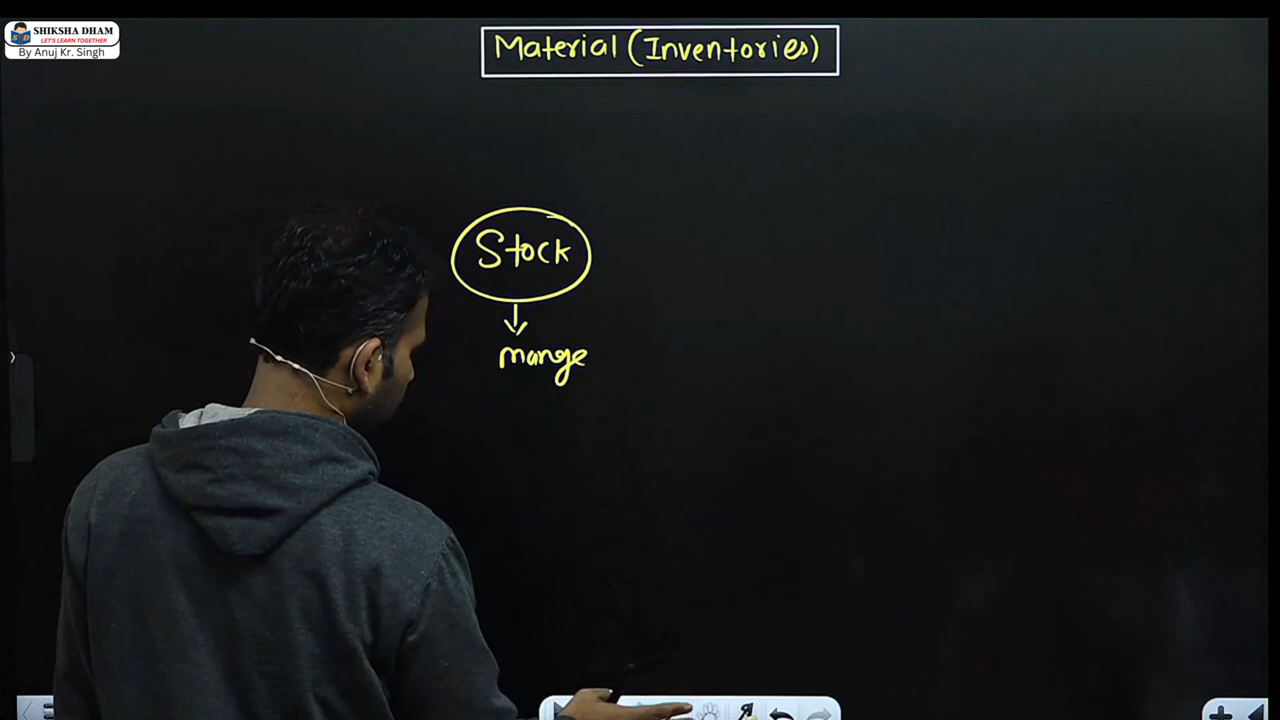 SHIKSHA DHAM
LET'S LEARN TOGETHER
By Anuj Kr. Singh
Material (Inventories)
Stock
mange